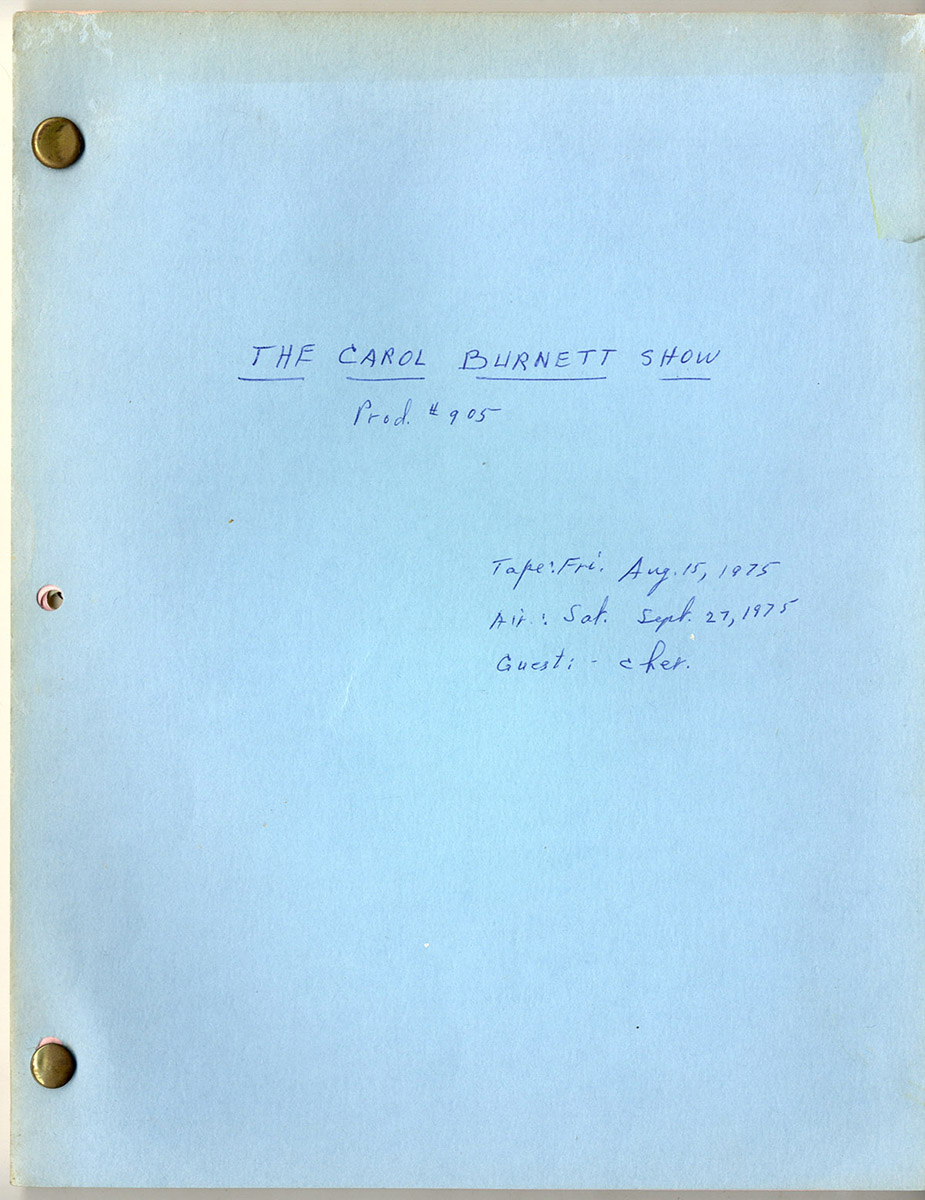 THE CAROL BURNETT SHOW
Prod. # 905
Tape: Fri. Aug. 15, 1975
Air.: Sat. Sept. 27, 1975
Guest: - Cher.